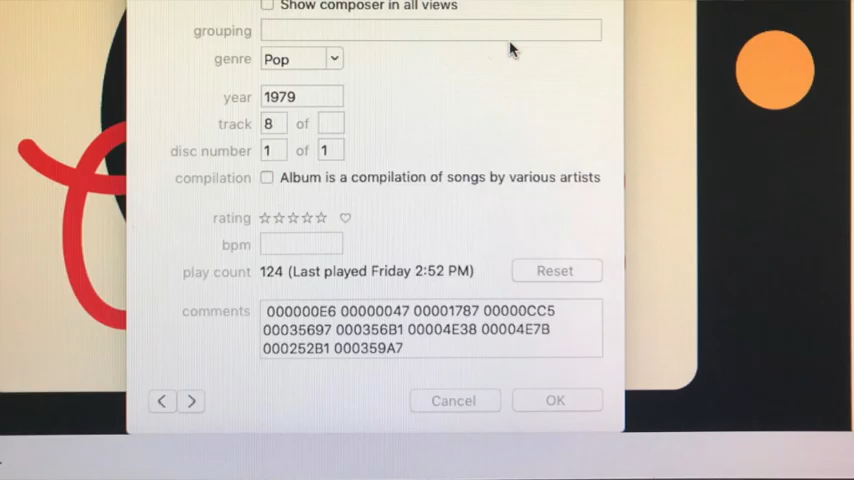 Show composer in all views
grouping
genre Pop
year 1979
track 8 of
disc number 1 of 1
compilation Album is a compilation of songs by various artists
rating ☆☆☆☆☆ ♡
bpm
play count 124 (Last played Friday 2:52 PM) Reset
comments 000000E6 00000047 00001787 00000CC5
00035697 000356B1 00004E38 00004E7B
000252B1 000359A7
< > Cancel OK